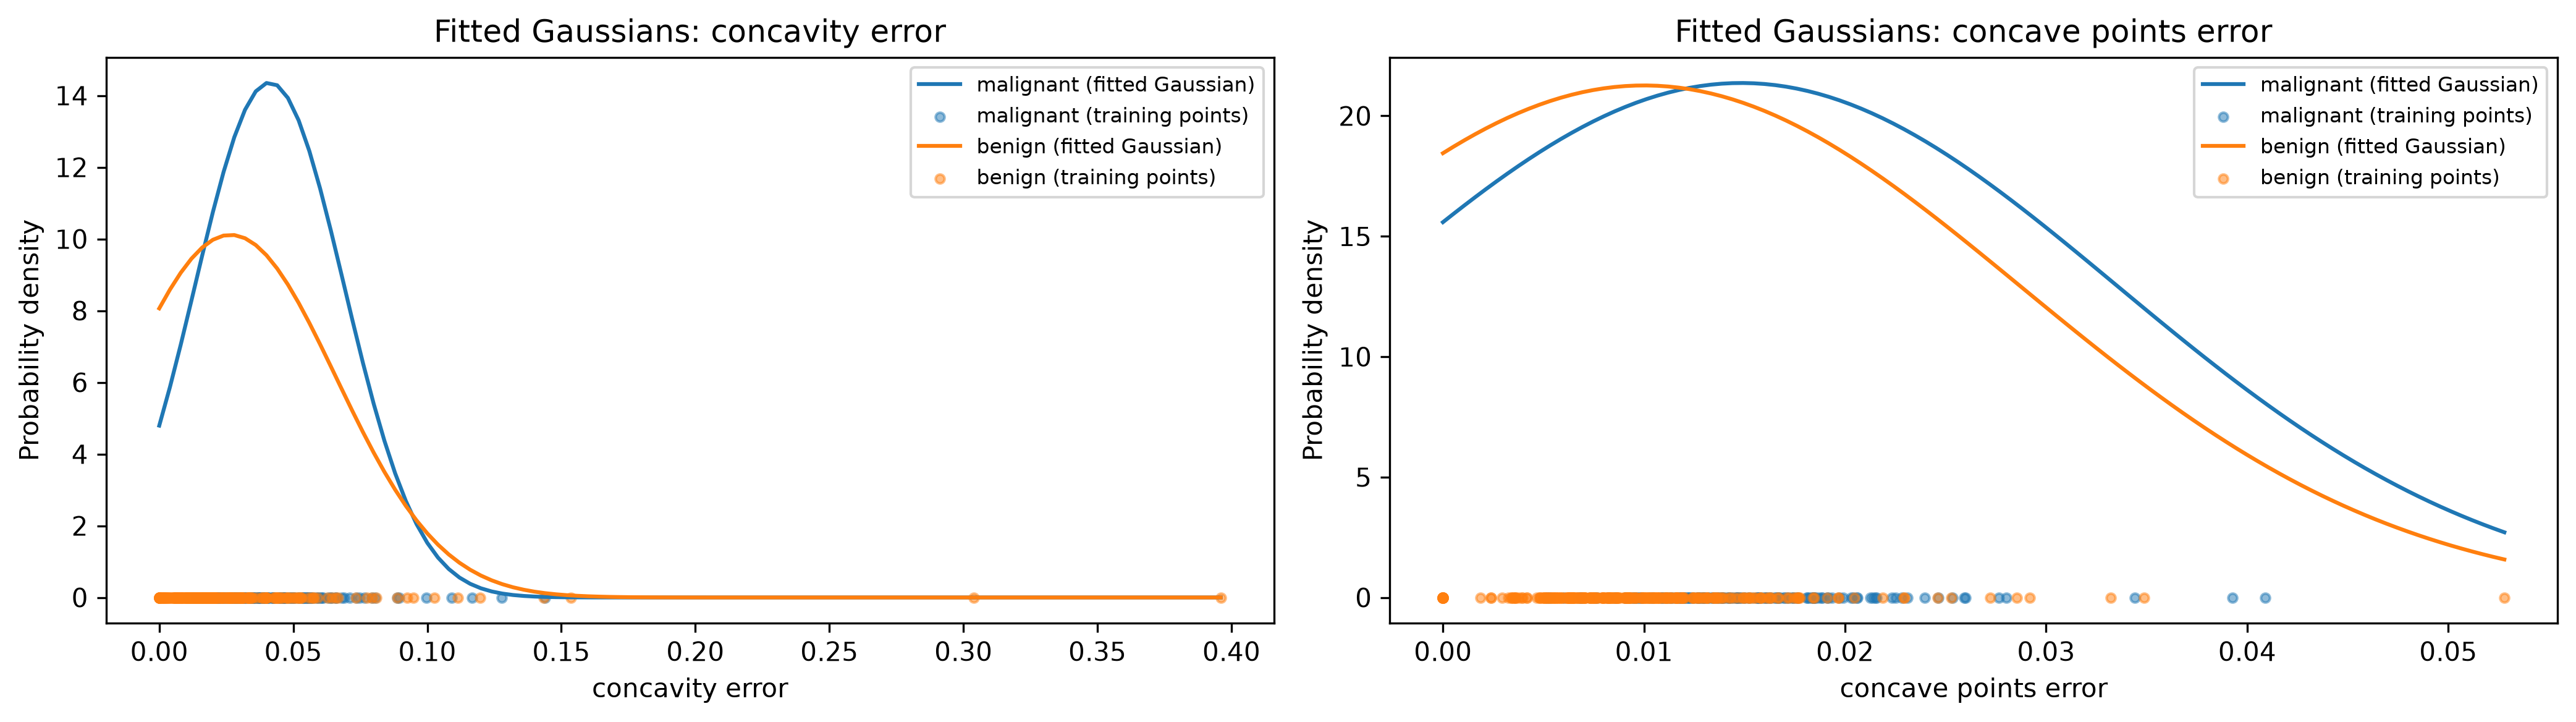 Fitted Gaussians: concavity error
malignant (fitted Gaussian)
malignant (training points)
benign (fitted Gaussian)
benign (training points)
Probability density
14
12
10
8
6
4
2
0
0.00 0.05 0.10 0.15 0.20 0.25 0.30 0.35 0.40
concavity error
Fitted Gaussians: concave points error
malignant (fitted Gaussian)
malignant (training points)
benign (fitted Gaussian)
benign (training points)
Probability density
20
15
10
5
0
0.00 0.01 0.02 0.03 0.04 0.05
concave points error